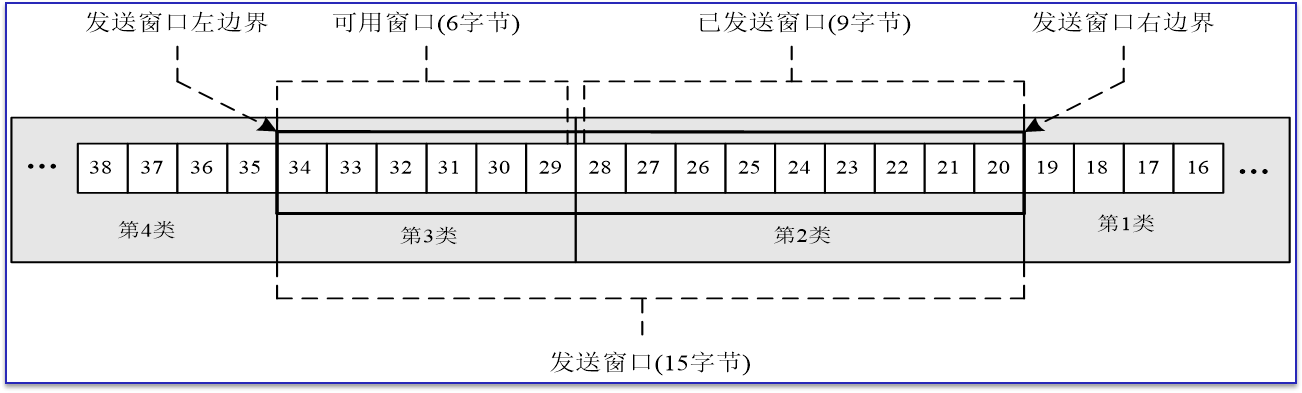 发送窗口左边界 可用窗口(6字节) 已发送窗口(9字节) 发送窗口右边界
... 38 37 36 35 34 33 32 31 30 29 28 27 26 25 24 23 22 21 20 19 18 17 16 ...
第4类 第3类 第2类 第1类
发送窗口(15字节)